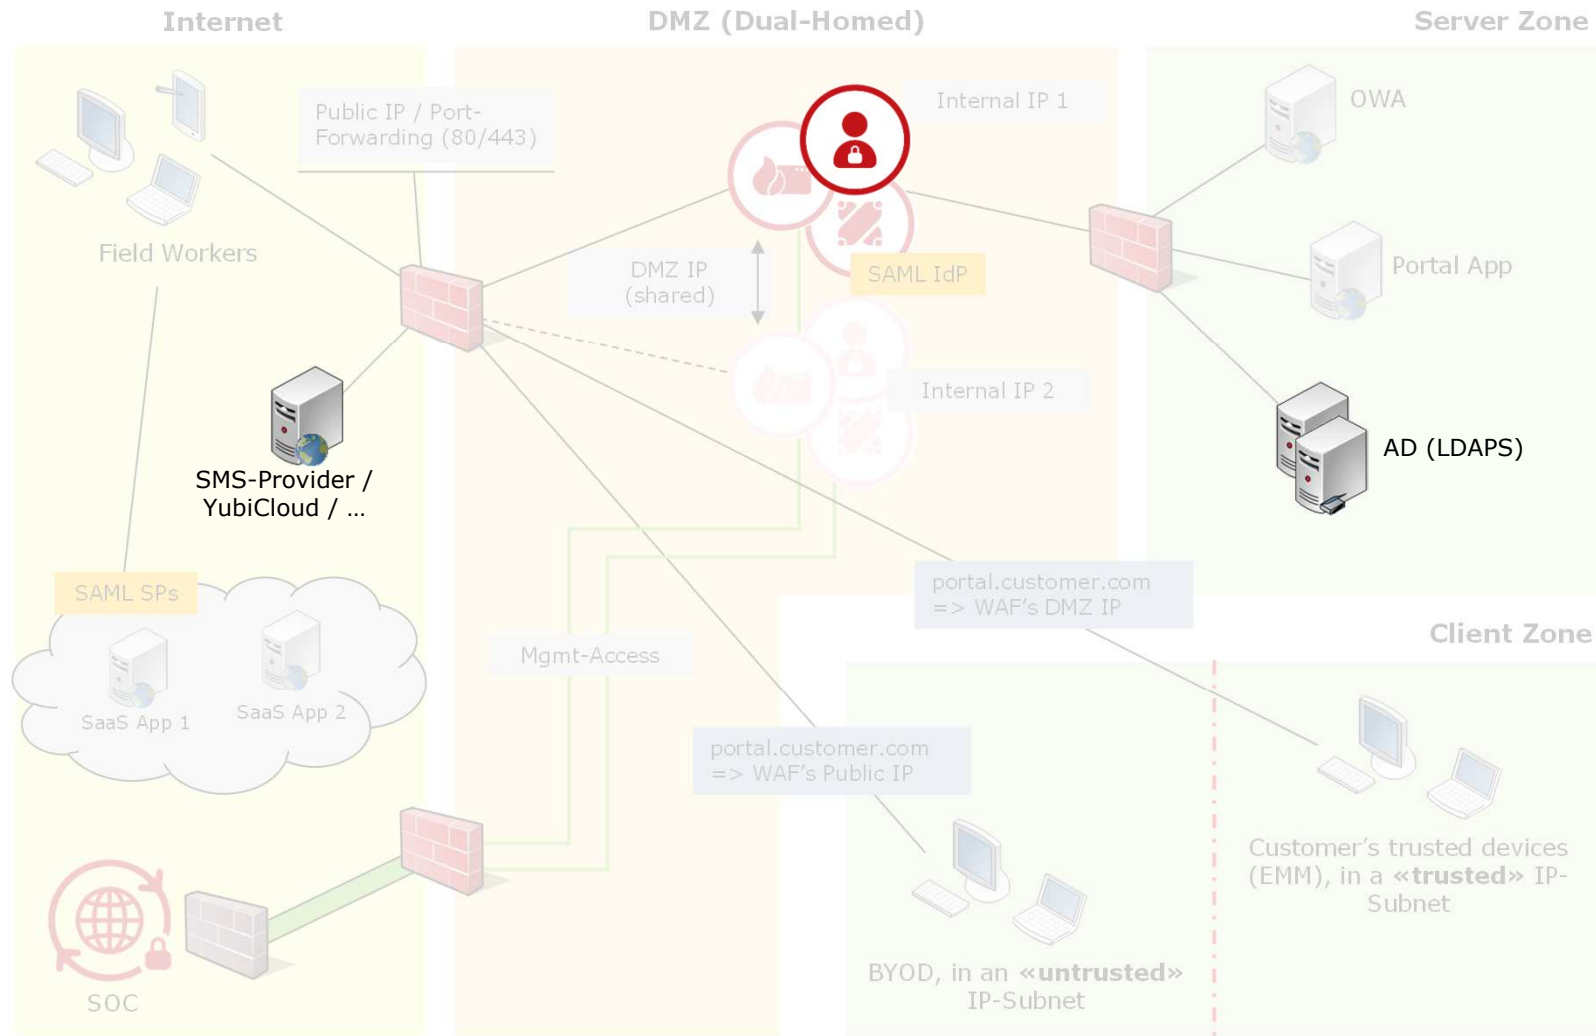 Internet
DMZ (Dual-Homed)
Server Zone
Public IP / Port-
Forwarding (80/443)
Internal IP 1
OWA
Field Workers
DMZ IP
(shared)
SAML IdP
Portal App
Internal IP 2
SMS-Provider /
YubiCloud / …
AD (LDAPS)
SAML SPs
portal.customer.com
=> WAF's DMZ IP
Mgmt-Access
Client Zone
SaaS App 1
SaaS App 2
portal.customer.com
=> WAF's Public IP
Customer's trusted devices
(EMM), in a «trusted» IP-
Subnet
BYOD, in an «untrusted»
IP-Subnet
SOC